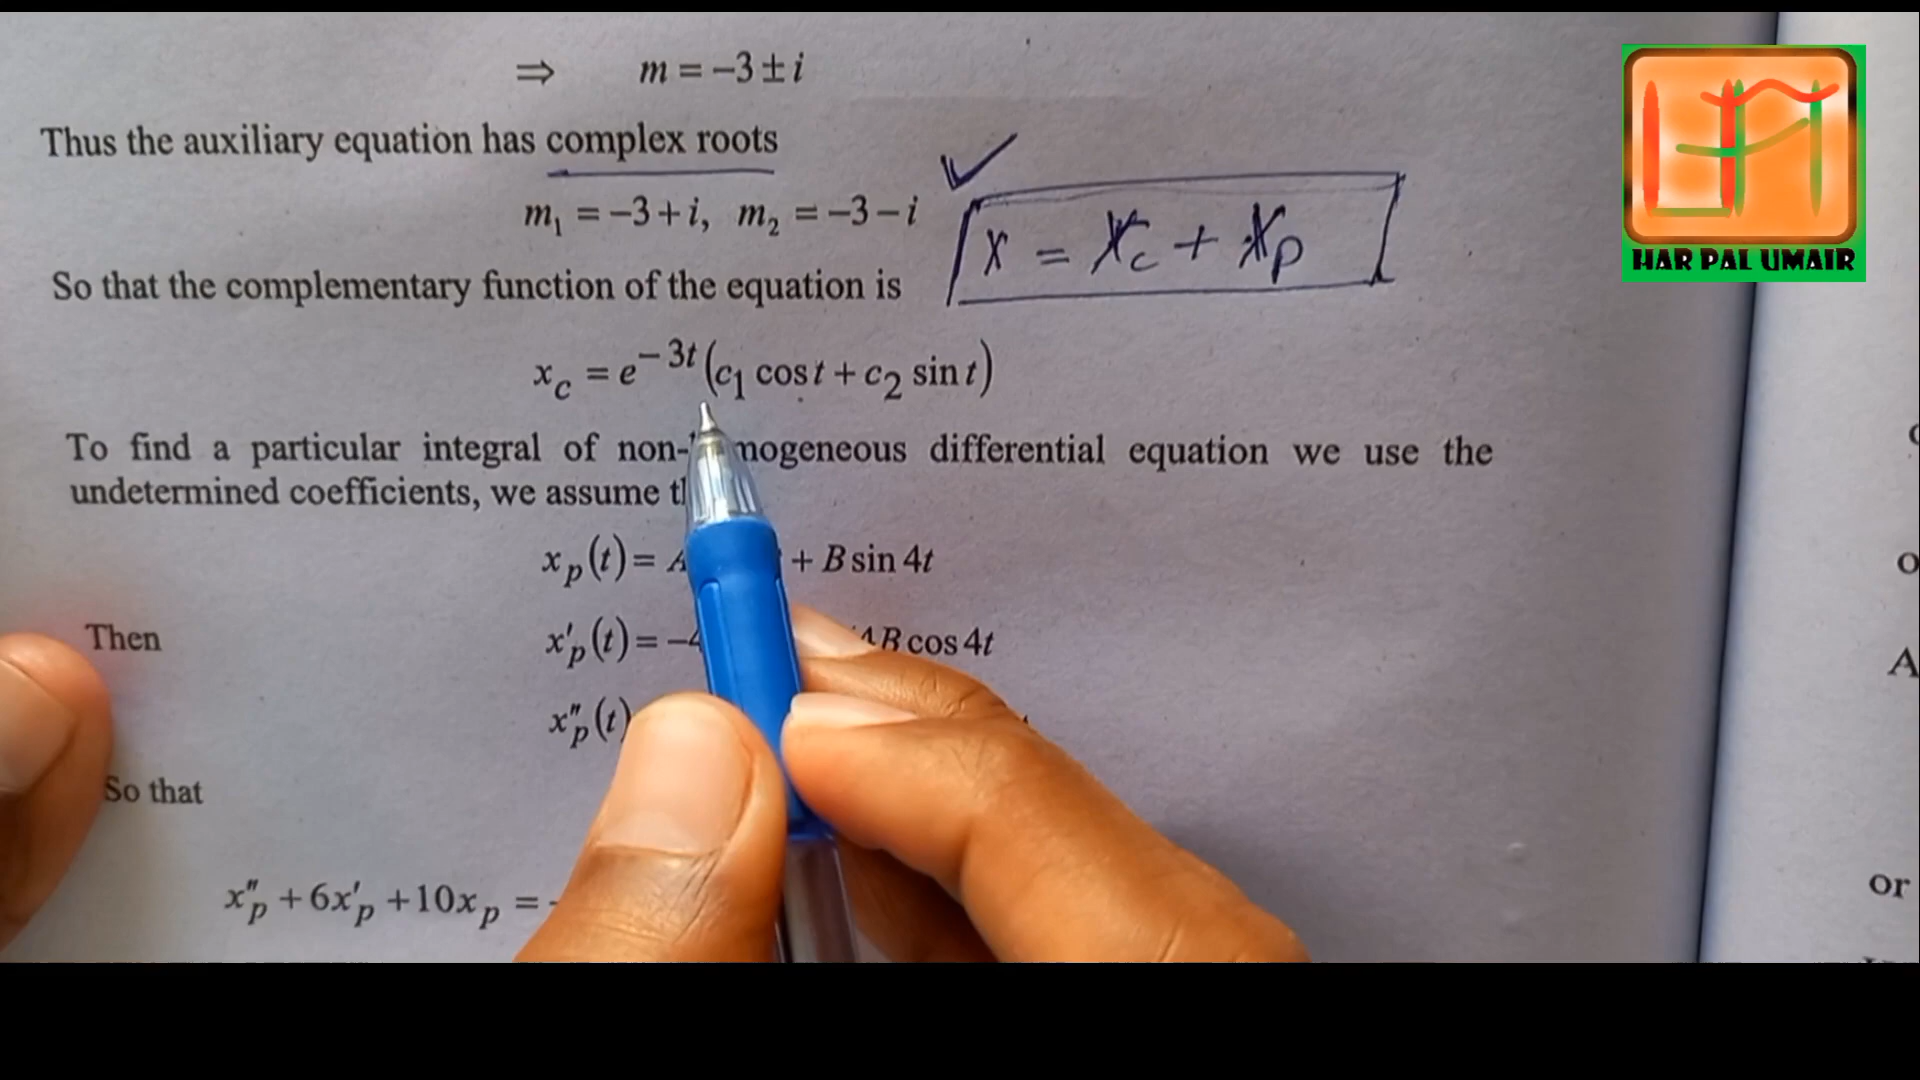 ⇒ m = −3 ± i
Thus the auxiliary equation has complex roots
m₁ = −3 + i, m₂ = −3 − i
x = xc + xp
So that the complementary function of the equation is
x_c = e^{−3t}(c₁ cos t + c₂ sin t)
To find a particular integral of non- differential equation we use the
undetermined coefficients, we assume
x_p(t) = + B sin 4t
Then x′_p(t) = − B cos 4t
x″_p(t)
So that
x″_p + 6x′_p + 10x_p =
HAR PAL UMAIR
or